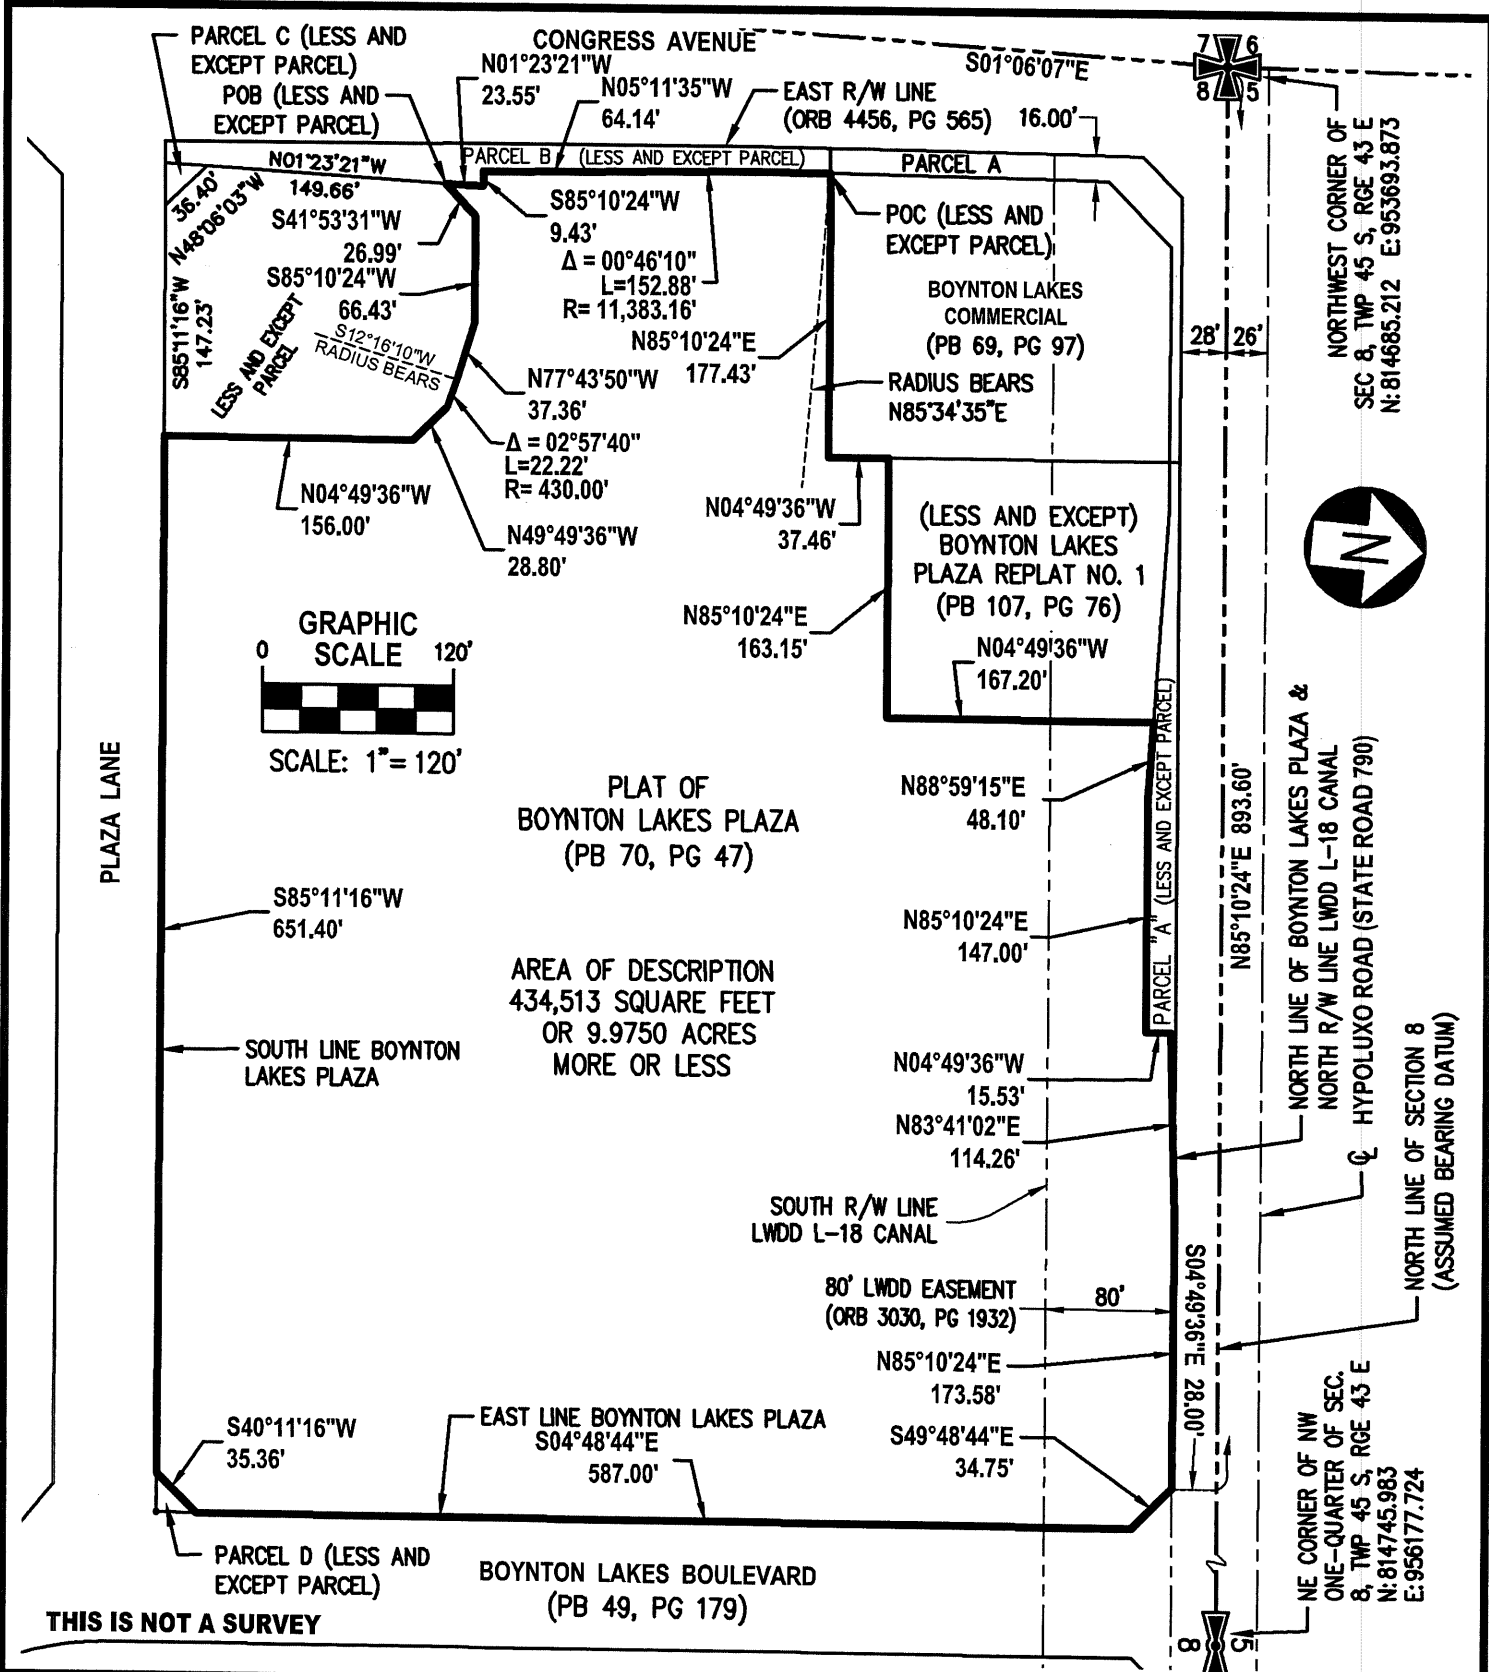 PARCEL C (LESS AND
EXCEPT PARCEL)
POB (LESS AND
EXCEPT PARCEL)
CONGRESS AVENUE
N01°23'21"W
23.55'
N05°11'35"W
64.14'
EAST R/W LINE
(ORB 4456, PG 565)
16.00'
S01°06'07"E
7 6
8 5
N01°23'21"W
149.66'
PARCEL B (LESS AND EXCEPT PARCEL)
PARCEL A
36.40'
N48°06'03"W
S41°53'31"W
26.99'
S85°10'24"W
66.43'
S85°11'16"W
147.23'
LESS AND EXCEPT
PARCEL
S12°16'10"W
RADIUS BEARS
S85°10'24"W
9.43'
Δ = 00°46'10"
L=152.88'
R= 11,383.16'
N85°10'24"E
177.43'
POC (LESS AND
EXCEPT PARCEL)
BOYNTON LAKES
COMMERCIAL
(PB 69, PG 97)
RADIUS BEARS
N85°34'35"E
28'
26'
NORTHWEST CORNER OF
SEC 8, TWP 45 S, RGE 43 E
N: 814685.212 E:953693.873
N77°43'50"W
37.36'
Δ = 02°57'40"
L=22.22'
R= 430.00'
N04°49'36"W
156.00'
N49°49'36"W
28.80'
N04°49'36"W
37.46'
(LESS AND EXCEPT)
BOYNTON LAKES
PLAZA REPLAT NO. 1
(PB 107, PG 76)
N
N85°10'24"E
163.15'
N04°49'36"W
167.20'
GRAPHIC
SCALE
0 120'
SCALE: 1"= 120'
PLAZA LANE
PLAT OF
BOYNTON LAKES PLAZA
(PB 70, PG 47)
N88°59'15"E
48.10'
PARCEL "A" (LESS AND EXCEPT PARCEL)
N85°10'24"E 893.60'
NORTH LINE OF BOYNTON LAKES PLAZA &
NORTH R/W LINE LWDD L-18 CANAL
℄ HYPOLUXO ROAD (STATE ROAD 790)
S85°11'16"W
651.40'
N85°10'24"E
147.00'
AREA OF DESCRIPTION
434,513 SQUARE FEET
OR 9.9750 ACRES
MORE OR LESS
SOUTH LINE BOYNTON
LAKES PLAZA
N04°49'36"W
15.53'
N83°41'02"E
114.26'
SOUTH R/W LINE
LWDD L-18 CANAL
NORTH LINE OF SECTION 8
(ASSUMED BEARING DATUM)
80' LWDD EASEMENT
(ORB 3030, PG 1932)
80'
S04°49'36"E 28.00'
N85°10'24"E
173.58'
S40°11'16"W
35.36'
EAST LINE BOYNTON LAKES PLAZA
S04°48'44"E
587.00'
S49°48'44"E
34.75'
NE CORNER OF NW
ONE-QUARTER OF SEC.
8, TWP 45 S, RGE 43 E
N:814745.983
E:956177.724
PARCEL D (LESS AND
EXCEPT PARCEL)
BOYNTON LAKES BOULEVARD
(PB 49, PG 179)
THIS IS NOT A SURVEY
8 5